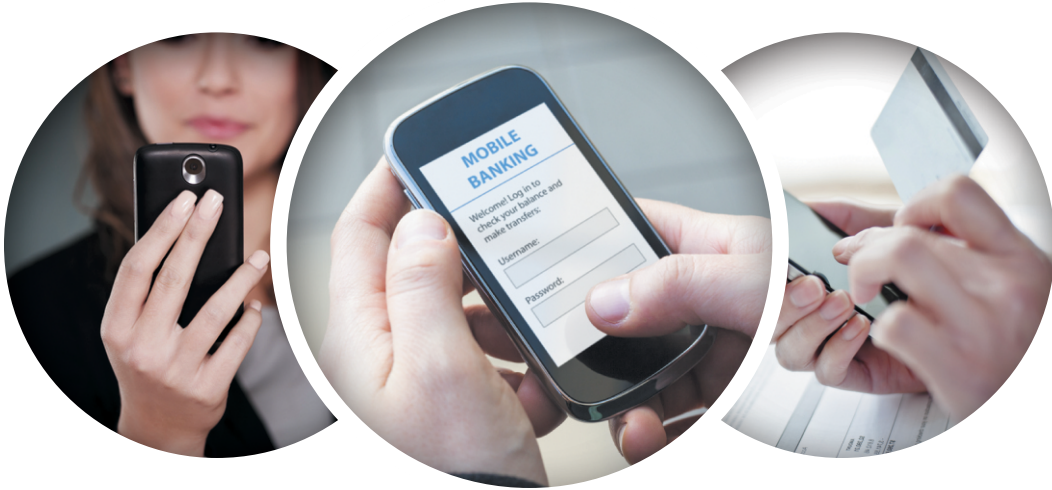 MOBILE
BANKING
Welcome! Log in to
check your balance and
make transfers:
Username:
Password: